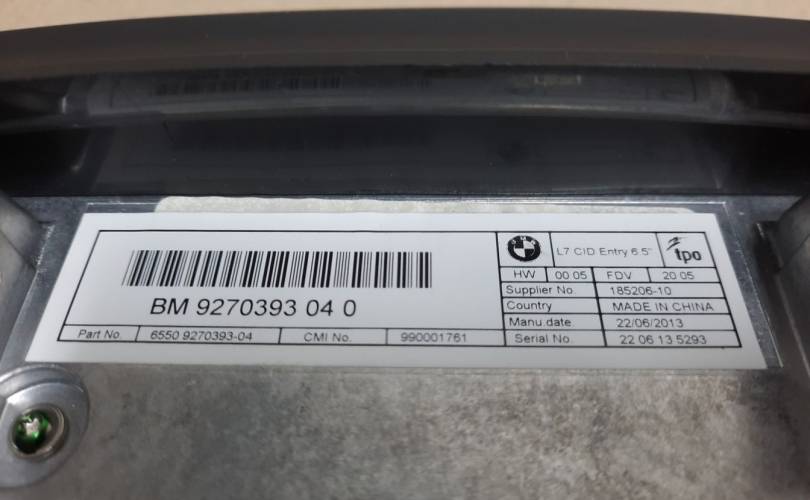 BM 9270393 04 0
Part No. 6550 9270393-04 CMI No. 990001761
BMW L7 CID Entry 6.5" tpo
HW 00 05 FDV 20 05
Supplier No. 185206-10
Country MADE IN CHINA
Manu.date 22/06/2013
Serial No. 22 06 13 5293